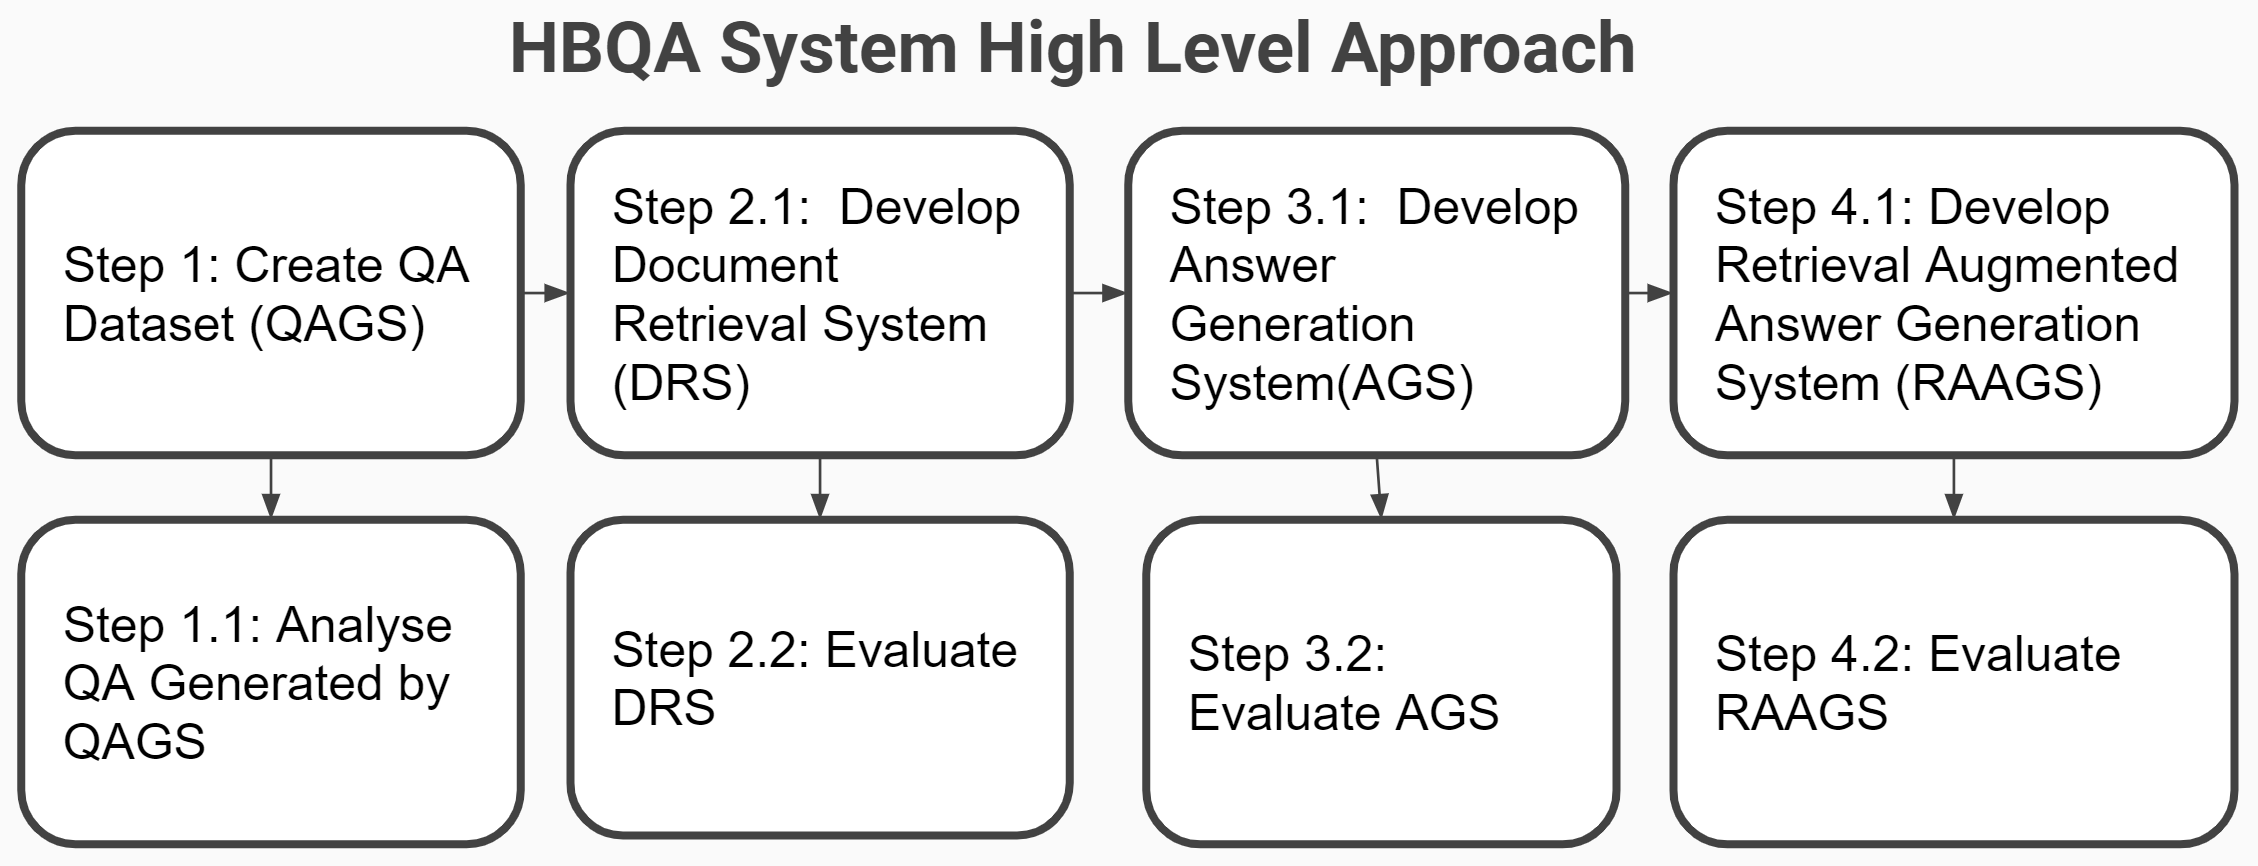 HBQA System High Level Approach
Step 1: Create QA
Dataset (QAGS)
Step 2.1:  Develop
Document
Retrieval System
(DRS)
Step 3.1:  Develop
Answer
Generation
System(AGS)
Step 4.1: Develop
Retrieval Augmented
Answer Generation
System (RAAGS)
Step 1.1: Analyse
QA Generated by
QAGS
Step 2.2: Evaluate
DRS
Step 3.2:
Evaluate AGS
Step 4.2: Evaluate
RAAGS